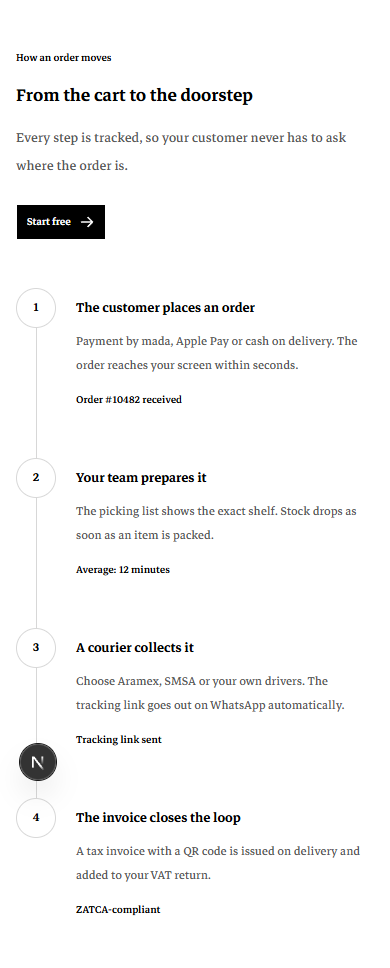 How an order moves
From the cart to the doorstep
Every step is tracked, so your customer never has to ask
where the order is.
Start free
1
The customer places an order
Payment by mada, Apple Pay or cash on delivery. The
order reaches your screen within seconds.
Order #10482 received
2
Your team prepares it
The picking list shows the exact shelf. Stock drops as
soon as an item is packed.
Average: 12 minutes
3
A courier collects it
Choose Aramex, SMSA or your own drivers. The
tracking link goes out on WhatsApp automatically.
Tracking link sent
N
4
The invoice closes the loop
A tax invoice with a QR code is issued on delivery and
added to your VAT return.
ZATCA-compliant